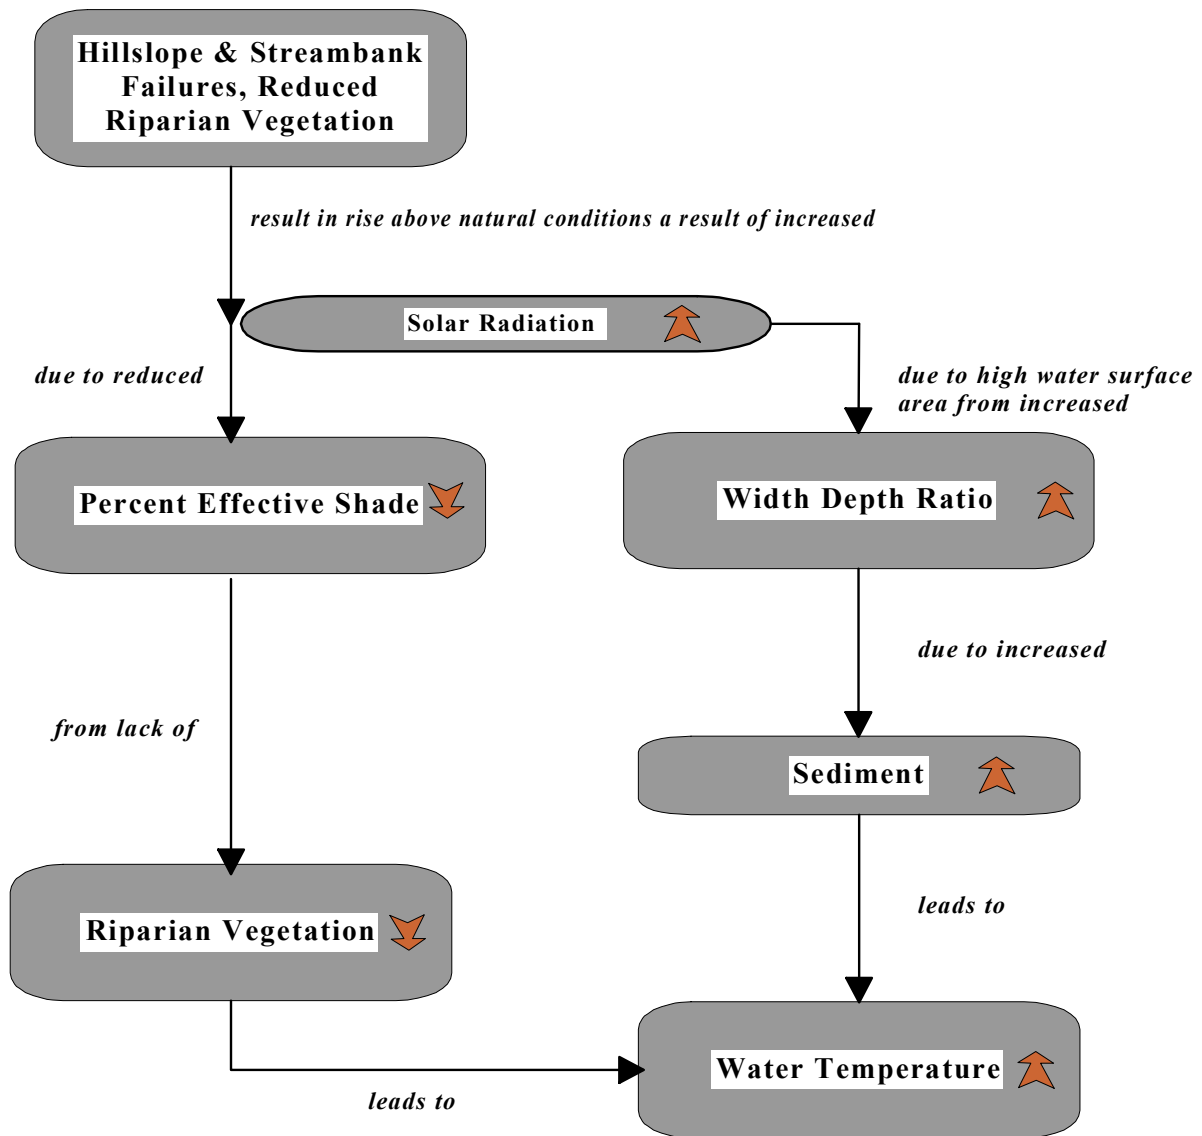 Hillslope & Streambank
Failures, Reduced
Riparian Vegetation
result in rise above natural conditions a result of increased
Solar Radiation
due to reduced
due to high water surface
area from increased
Percent Effective Shade
Width Depth Ratio
due to increased
from lack of
Sediment
leads to
Riparian Vegetation
Water Temperature
leads to